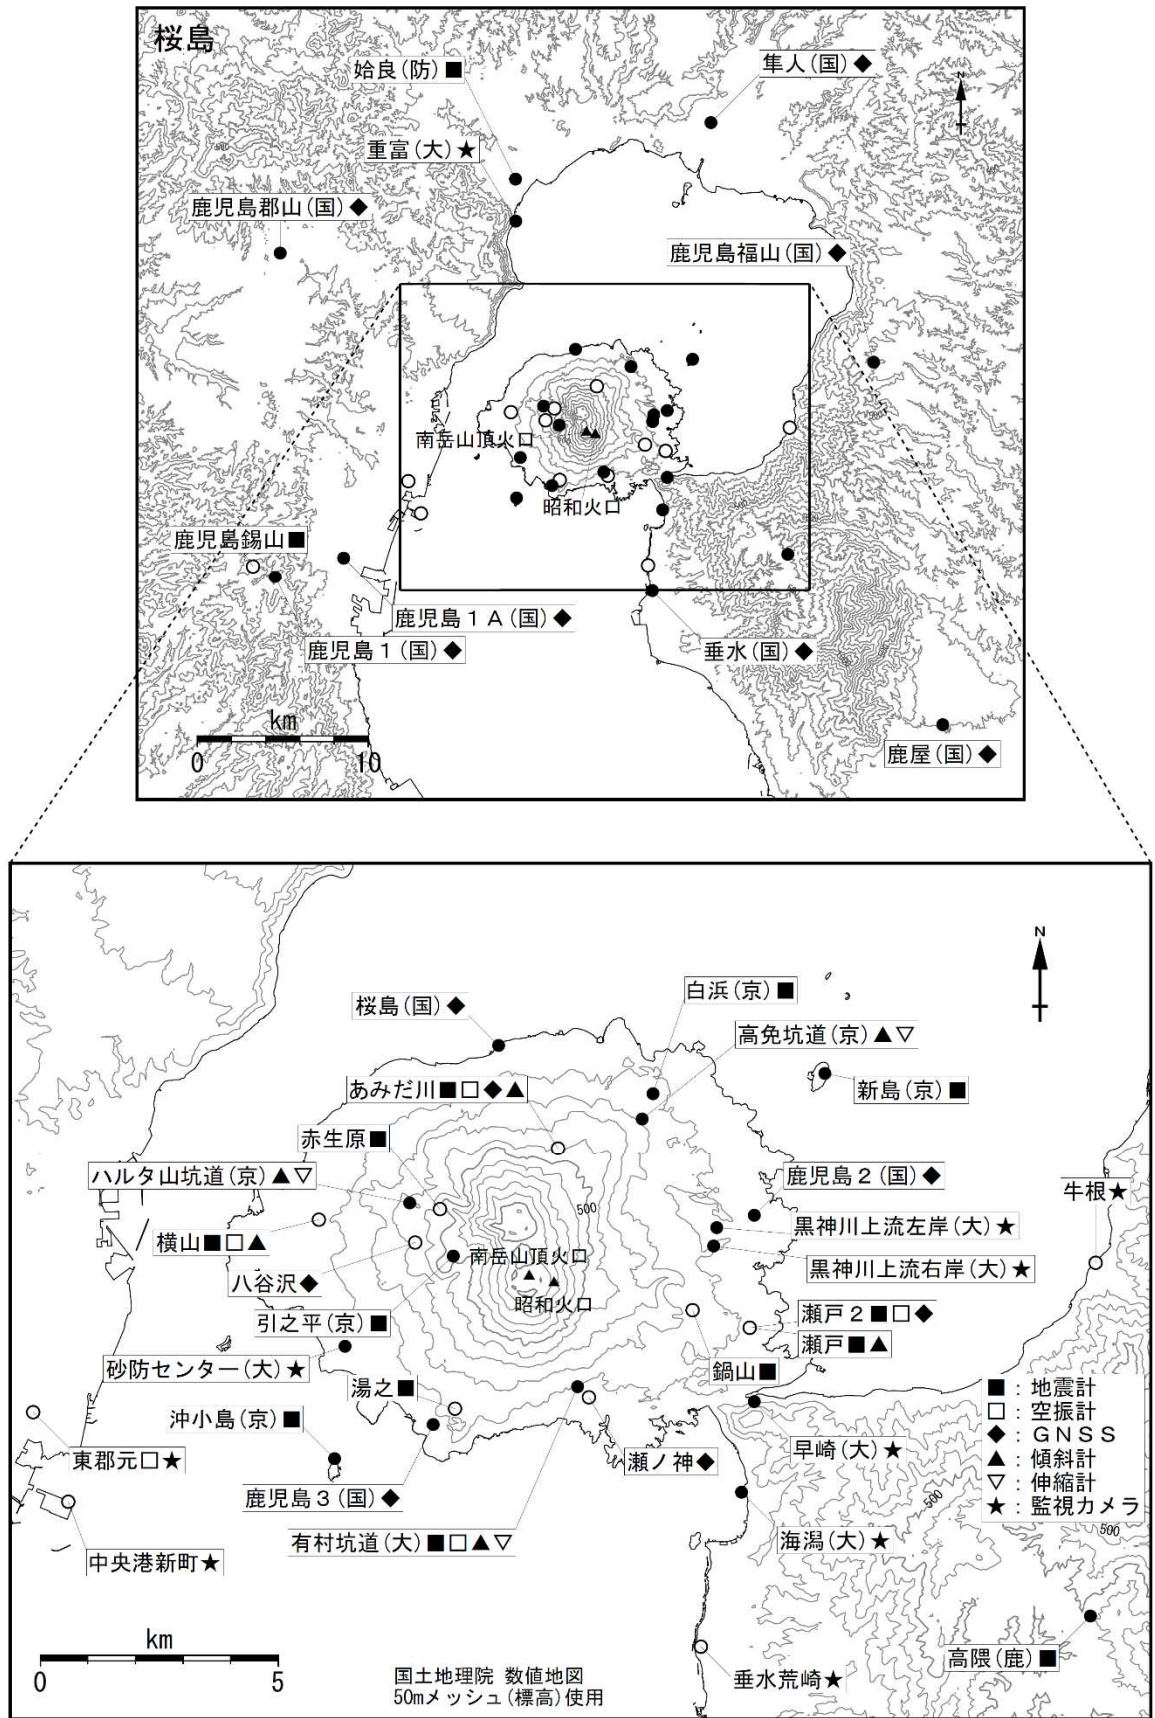 桜島
姶良(防)■
隼人(国)◆
N
重富(大)★
鹿児島郡山(国)◆
鹿児島福山(国)◆
南岳山頂火口
昭和火口
鹿児島錫山■
鹿児島1A(国)◆
鹿児島1(国)◆
垂水(国)◆
鹿屋(国)◆
km
0 10
N
白浜(京)■
桜島(国)◆
高免坑道(京)▲▽
新島(京)■
あみだ川■□◆▲
赤生原■
ハルタ山坑道(京)▲▽
鹿児島2(国)◆
牛根★
500
黒神川上流左岸(大)★
横山■□▲
南岳山頂火口
黒神川上流右岸(大)★
八谷沢◆
昭和火口
引之平(京)■
瀬戸2■□◆
瀬戸■▲
砂防センター(大)★
鍋山■
湯之■
沖小島(京)■
東郡元□★
早崎(大)★
瀬ノ神◆
鹿児島3(国)◆
有村坑道(大)■□▲▽
海潟(大)★
中央港新町★
■:地震計
□:空振計
◆:GNSS
▲:傾斜計
▽:伸縮計
★:監視カメラ
500
500
高隈(鹿)■
垂水荒崎★
km
0 5
国土地理院 数値地図
50mメッシュ(標高)使用